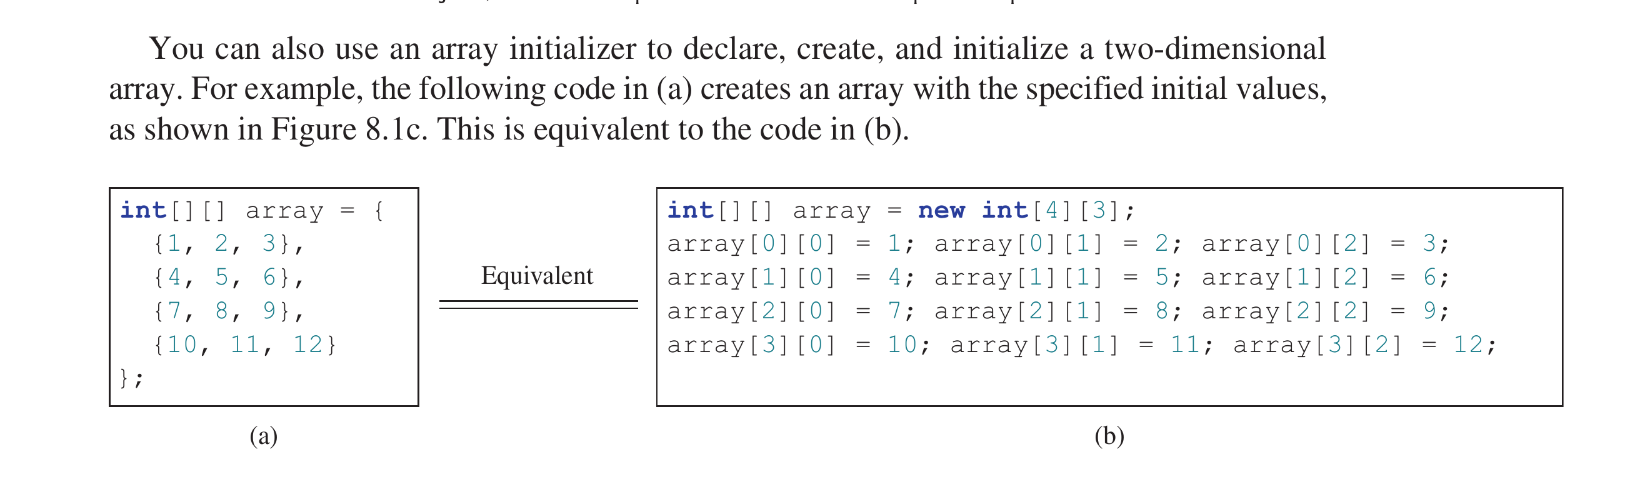 You can also use an array initializer to declare, create, and initialize a two-dimensional
array. For example, the following code in (a) creates an array with the specified initial values,
as shown in Figure 8.1c. This is equivalent to the code in (b).
int[][] array = {
{1, 2, 3},
{4, 5, 6},
{7, 8, 9},
{10, 11, 12}
};
(a)
Equivalent
int[][] array = new int[4][3];
array[0][0] = 1; array[0][1] = 2; array[0][2] = 3;
array[1][0] = 4; array[1][1] = 5; array[1][2] = 6;
array[2][0] = 7; array[2][1] = 8; array[2][2] = 9;
array[3][0] = 10; array[3][1] = 11; array[3][2] = 12;
(b)